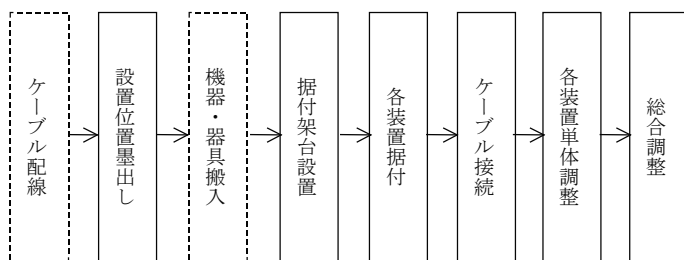 ケーブル配線
設置位置墨出し
機器・器具搬入
据付架台設置
各装置据付
ケーブル接続
各装置単体調整
総合調整